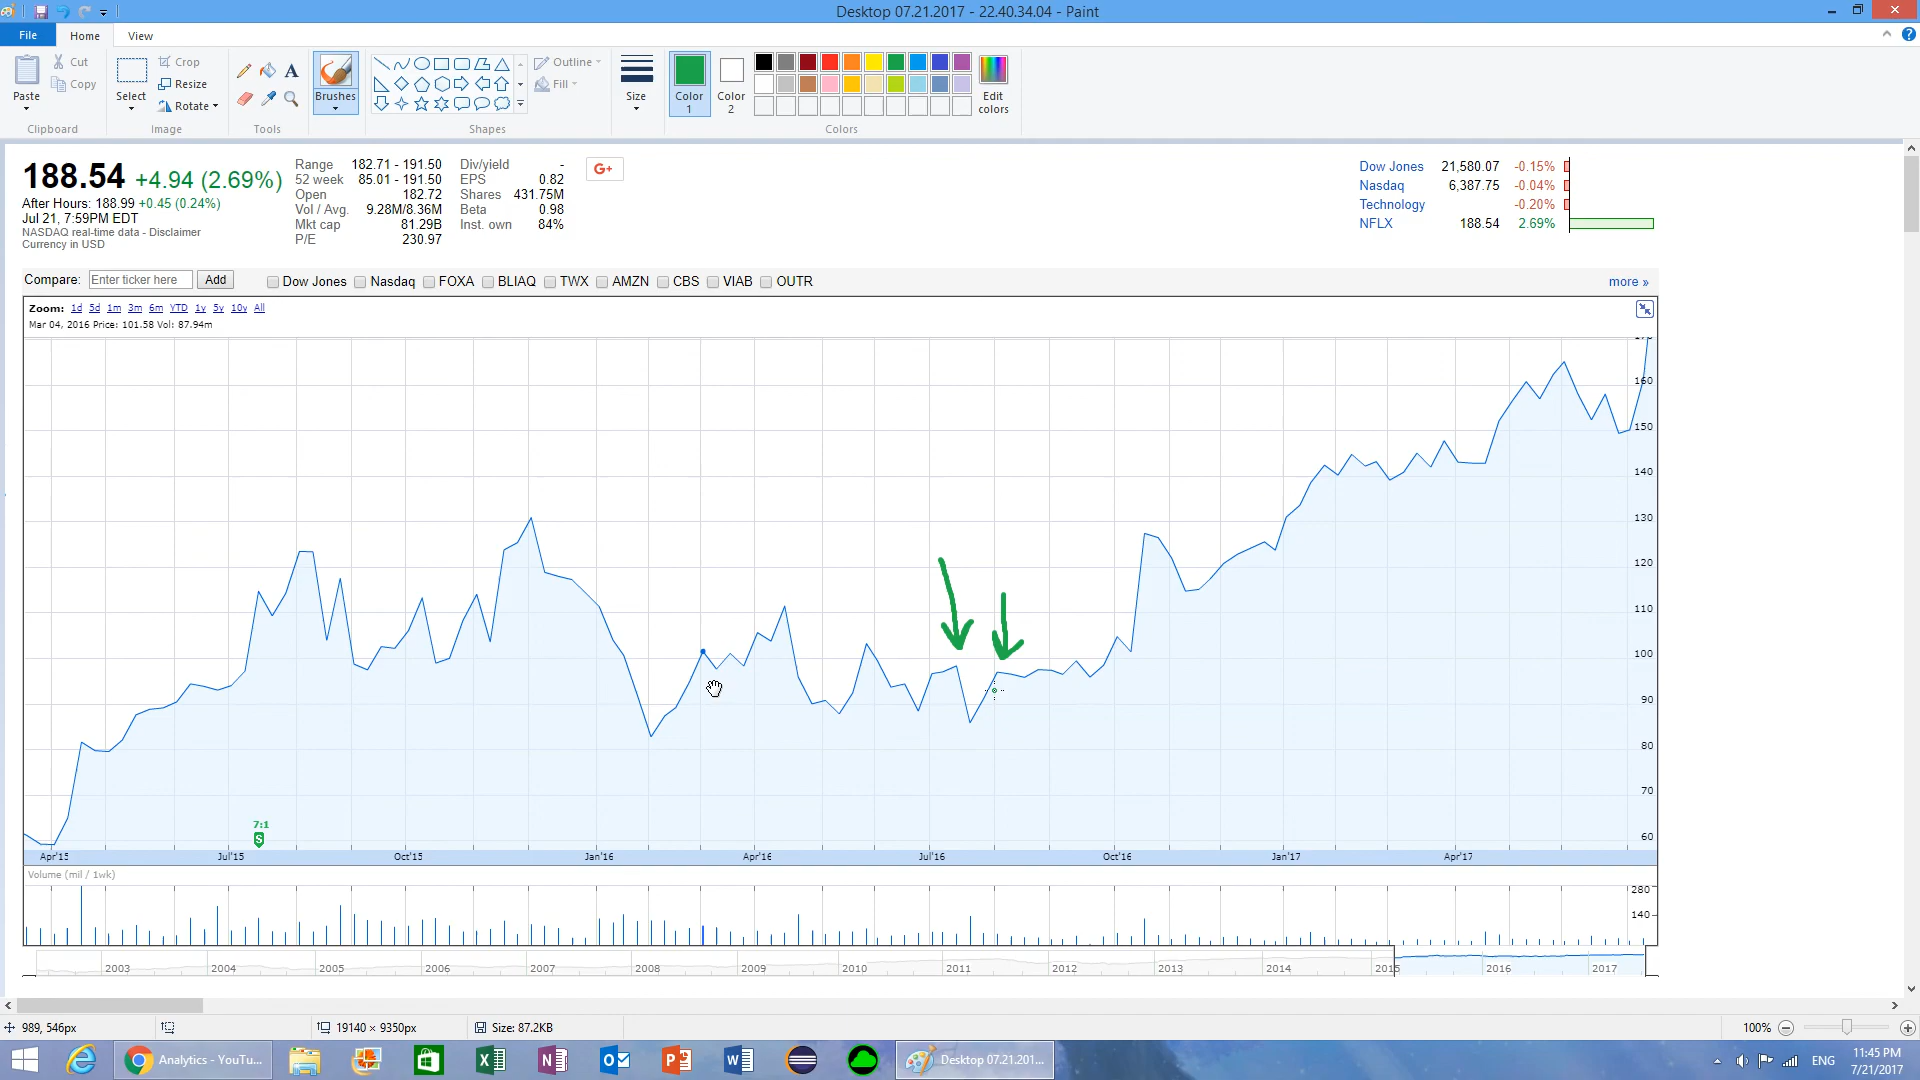 Desktop 07.21.2017 - 22.40.34.04 - Paint
File Home View
Paste Cut Copy Clipboard
Select Crop Resize Rotate Image
A Tools
Brushes
Shapes
Outline Fill
Size
Color 1 Color 2 Edit colors Colors
188.54 +4.94 (2.69%)
After Hours: 188.99 +0.45 (0.24%)
Jul 21, 7:59PM EDT
NASDAQ real-time data - Disclaimer
Currency in USD
Range 182.71 - 191.50
52 week 85.01 - 191.50
Open 182.72
Vol / Avg. 9.28M/8.36M
Mkt cap 81.29B
P/E 230.97
Div/yield -
EPS 0.82
Shares 431.75M
Beta 0.98
Inst. own 84%
G+
Dow Jones 21,580.07 -0.15%
Nasdaq 6,387.75 -0.04%
Technology -0.20%
NFLX 188.54 2.69%
Compare: Enter ticker here Add Dow Jones Nasdaq FOXA BLIAQ TWX AMZN CBS VIAB OUTR more »
Zoom: 1d 5d 1m 3m 6m YTD 1y 5y 10y All
Mar 04, 2016 Price: 101.58 Vol: 87.94m
160
150
140
130
120
110
100
90
80
70
60
7:1
S
Apr'15 Jul'15 Oct'15 Jan'16 Apr'16 Jul'16 Oct'16 Jan'17 Apr'17
Volume (mil / 1wk)
280
140
2003 2004 2005 2006 2007 2008 2009 2010 2011 2012 2013 2014 2015 2016 2017
989, 546px 19140 × 9350px Size: 87.2KB 100%
Analytics - YouTu... Desktop 07.21.201... ENG 11:45 PM
7/21/2017